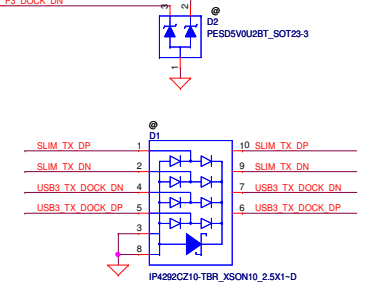 P3_DOCK_DN
3 2
@
D2
PESD5V0U2BT_SOT23-3
1
@
D1
SLIM_TX_DP 1 10 SLIM_TX_DP
SLIM_TX_DN 2 9 SLIM_TX_DN
USB3_TX_DOCK_DN 4 7 USB3_TX_DOCK_DN
USB3_TX_DOCK_DP 5 6 USB3_TX_DOCK_DP
3
8
IP4292CZ10-TBR_XSON10_2.5X1~D